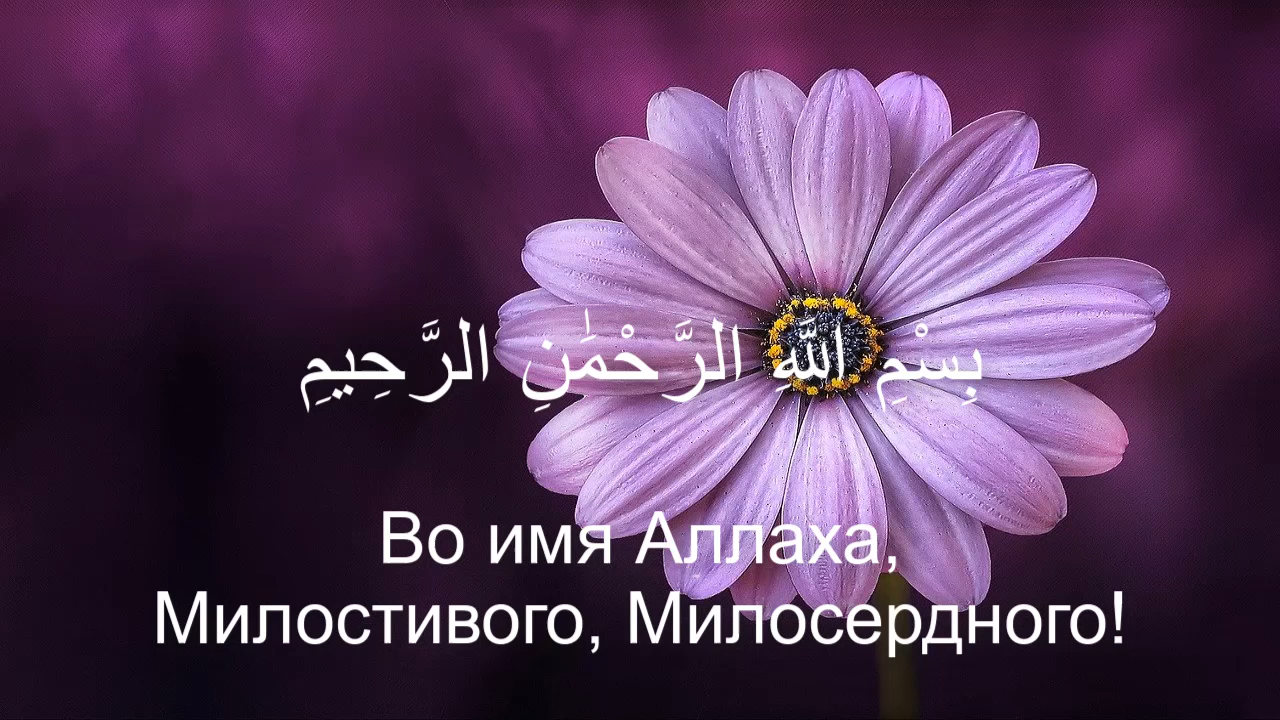 بِسْمِ اللَّهِ الرَّحْمَٰنِ الرَّحِيمِ
Во имя Аллаха,
Милостивого, Милосердного!